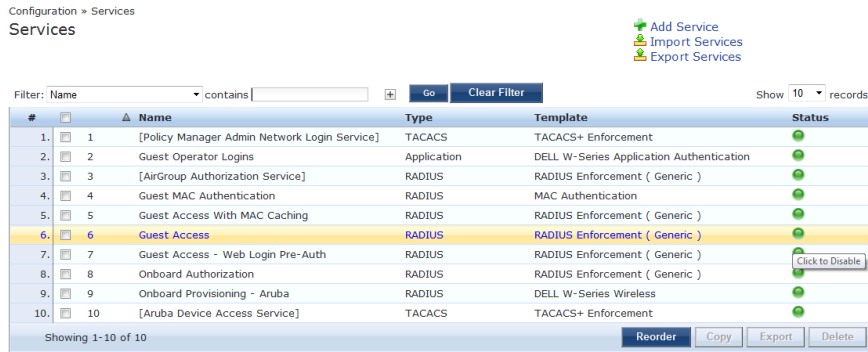 Configuration » Services
Services
Add Service
Import Services
Export Services
Filter: Name contains + Go Clear Filter Show 10 records
# Name Type Template Status
1. 1 [Policy Manager Admin Network Login Service] TACACS TACACS+ Enforcement
2. 2 Guest Operator Logins Application DELL W-Series Application Authentication
3. 3 [AirGroup Authorization Service] RADIUS RADIUS Enforcement ( Generic )
4. 4 Guest MAC Authentication RADIUS MAC Authentication
5. 5 Guest Access With MAC Caching RADIUS RADIUS Enforcement ( Generic )
6. 6 Guest Access RADIUS RADIUS Enforcement ( Generic )
7. 7 Guest Access - Web Login Pre-Auth RADIUS RADIUS Enforcement ( Generic ) Click to Disable
8. 8 Onboard Authorization RADIUS RADIUS Enforcement ( Generic )
9. 9 Onboard Provisioning - Aruba RADIUS DELL W-Series Wireless
10. 10 [Aruba Device Access Service] TACACS TACACS+ Enforcement
Showing 1-10 of 10 Reorder Copy Export Delete